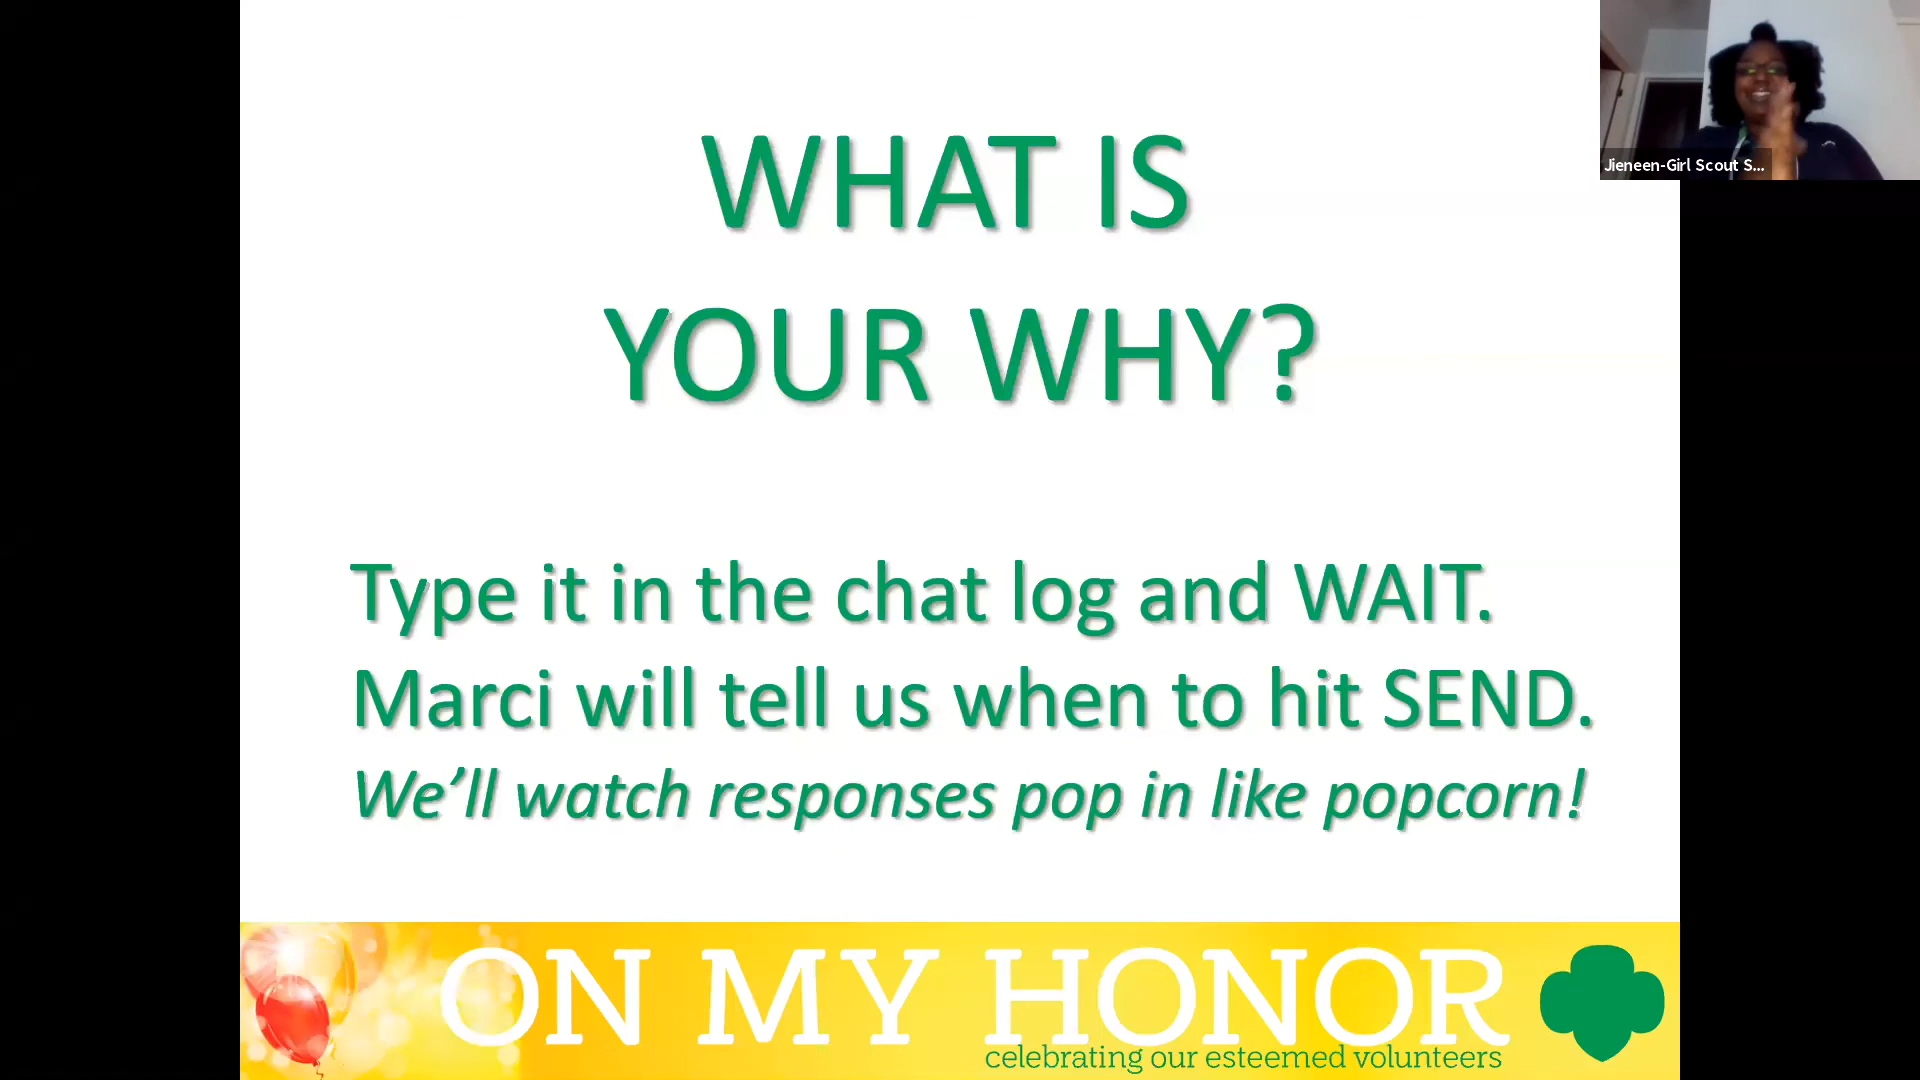 WHAT IS
YOUR WHY?
Jieneen-Girl Scout S...
Type it in the chat log and WAIT.
Marci will tell us when to hit SEND.
We’ll watch responses pop in like popcorn!
ON MY HONOR
celebrating our esteemed volunteers